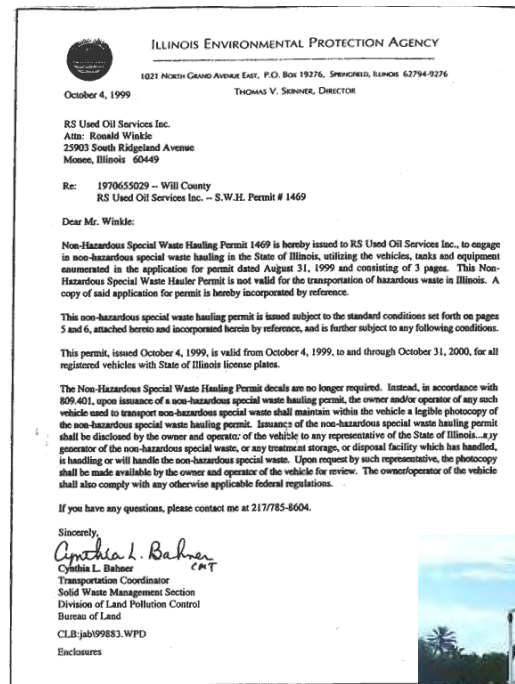 ILLINOIS ENVIRONMENTAL PROTECTION AGENCY
1021 NORTH GRAND AVENUE EAST, P.O. BOX 19276, SPRINGFIELD, ILLINOIS 62794-9276
THOMAS V. SKINNER, DIRECTOR
October 4, 1999
RS Used Oil Services Inc.
Attn: Ronald Winkle
25903 South Ridgeland Avenue
Monee, Illinois 60449
Re: 1970655029 -- Will County
RS Used Oil Services Inc. -- S.W.H. Permit # 1469
Dear Mr. Winkle:
Non-Hazardous Special Waste Hauling Permit 1469 is hereby issued to RS Used Oil Services Inc., to engage
in non-hazardous special waste hauling in the State of Illinois, utilizing the vehicles, tanks and equipment
enumerated in the application for permit dated August 31, 1999 and consisting of 3 pages. This Non-
Hazardous Special Waste Hauler Permit is not valid for the transportation of hazardous waste in Illinois. A
copy of said application for permit is hereby incorporated by reference.
This non-hazardous special waste hauling permit is issued subject to the standard conditions set forth on pages
5 and 6, attached hereto and incorporated herein by reference, and is further subject to any following conditions.
This permit, issued October 4, 1999, is valid from October 4, 1999, to and through October 31, 2000, for all
registered vehicles with State of Illinois license plates.
The Non-Hazardous Special Waste Hauling Permit decals are no longer required. Instead, in accordance with
809.401, upon issuance of a non-hazardous special waste hauling permit, the owner and/or operator of any such
vehicle used to transport non-hazardous special waste shall maintain within the vehicle a legible photocopy of
the non-hazardous special waste hauling permit. Issuance of the non-hazardous special waste hauling permit
shall be disclosed by the owner and operator of the vehicle to any representative of the State of Illinois...any
generator of the non-hazardous special waste, or any treatment storage, or disposal facility which has handled,
is handling or will handle the non-hazardous special waste. Upon request by such representative, the photocopy
shall be made available by the owner and operator of the vehicle for review. The owner/operator of the vehicle
shall also comply with any otherwise applicable federal regulations.
If you have any questions, please contact me at 217/785-8604.
Sincerely,
Cynthia L. Bahner
CMT
Cynthia L. Bahner
Transportation Coordinator
Solid Waste Management Section
Division of Land Pollution Control
Bureau of Land
CLB:jab\99883.WPD
Enclosures